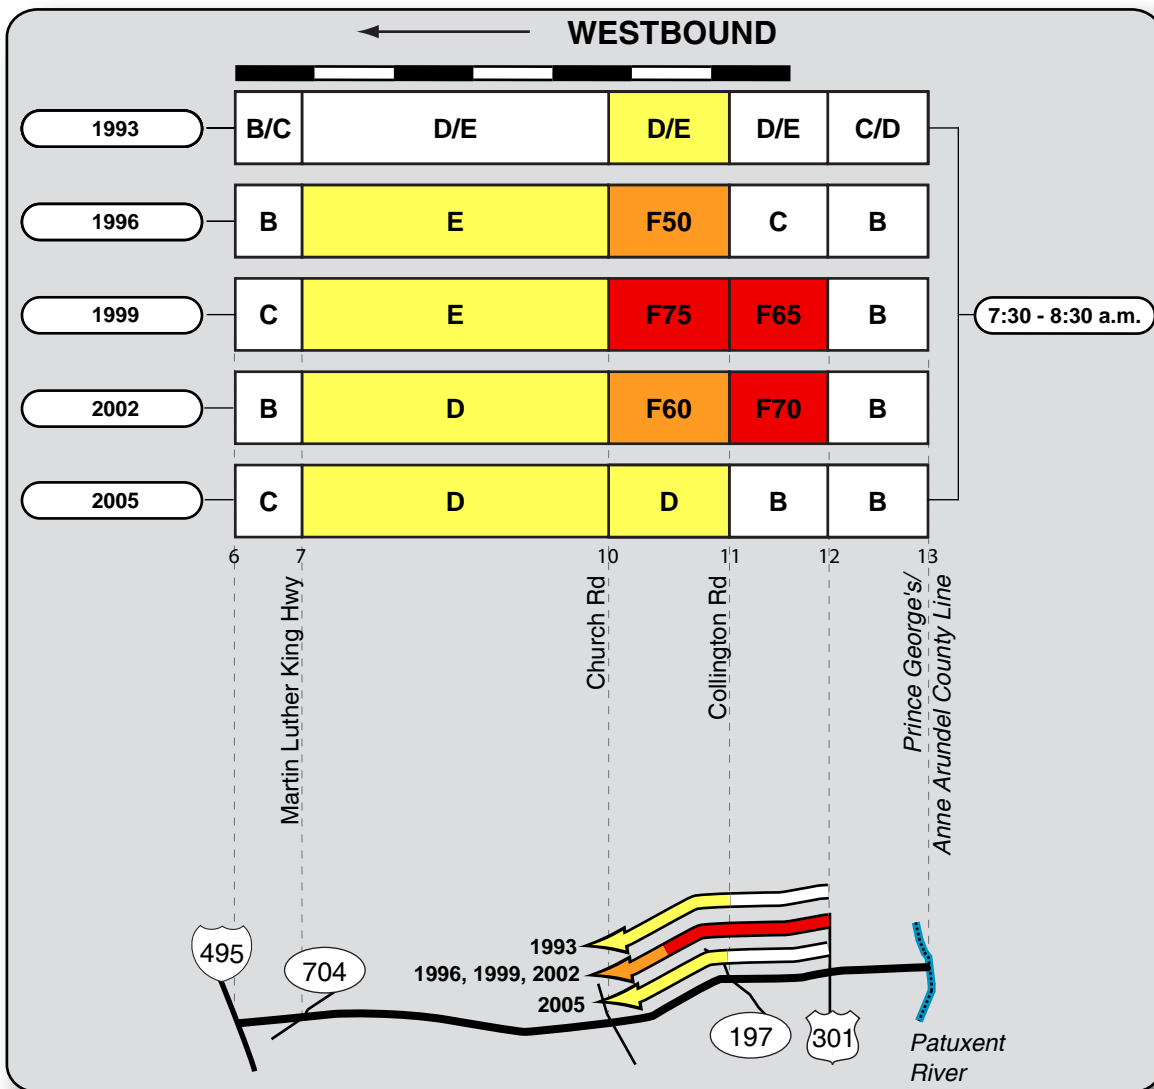 WESTBOUND
1993
B/C D/E D/E D/E C/D
1996
B E F50 C B
1999
C E F75 F65 B
7:30 - 8:30 a.m.
2002
B D F60 F70 B
2005
C D D B B
6 7 10 11 12 13
Martin Luther King Hwy
Church Rd
Collington Rd
Prince George's/
Anne Arundel County Line
495
704
1993
1996, 1999, 2002
2005
197
301
Patuxent
River